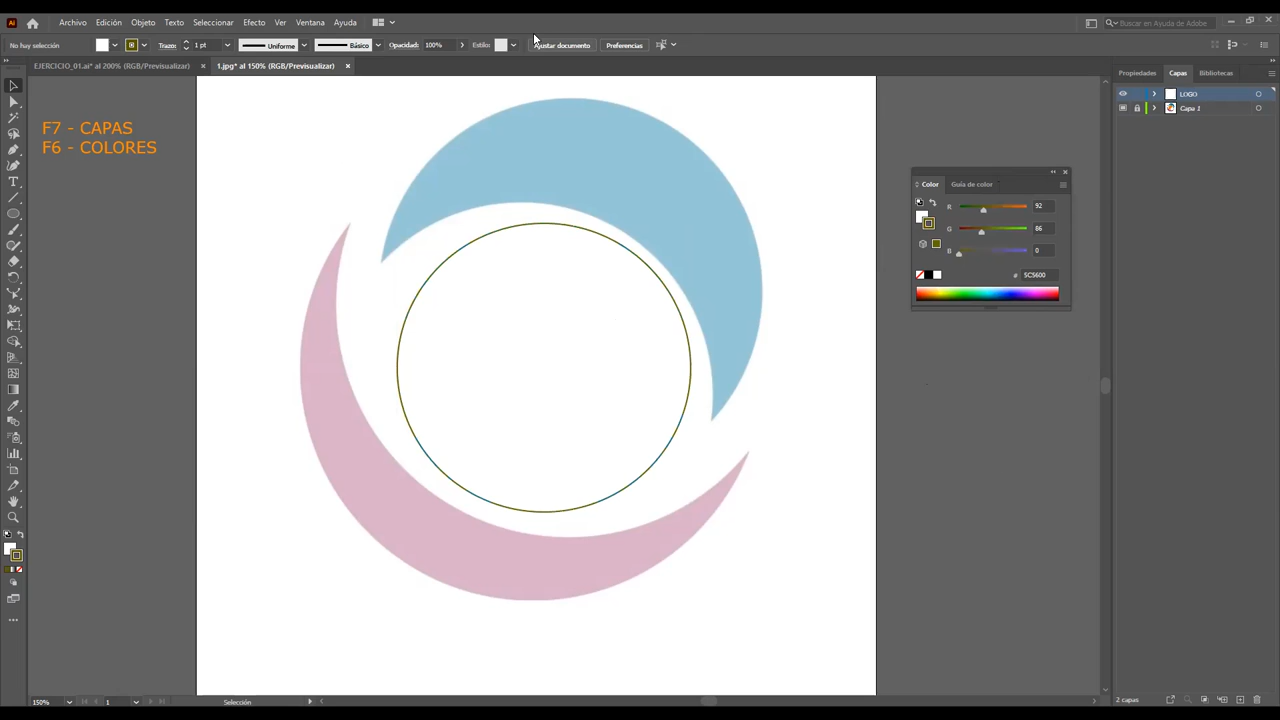 Ai
Archivo Edición Objeto Texto Seleccionar Efecto Ver Ventana Ayuda
Buscar en Ayuda de Adobe
No hay selección
Trazo:
1 pt
Uniforme
Básico
Opacidad:
100%
Estilo:
Ajustar documento
Preferencias
EJERCICIO_01.ai* al 200% (RGB/Previsualizar)
1.jpg* al 150% (RGB/Previsualizar)
Propiedades
Capas
Bibliotecas
LOGO
Capa 1
F7 - CAPAS
F6 - COLORES
Color
Guía de color
R 92
G 86
B 0
# 5C5600
150%
1
Selección
2 capas